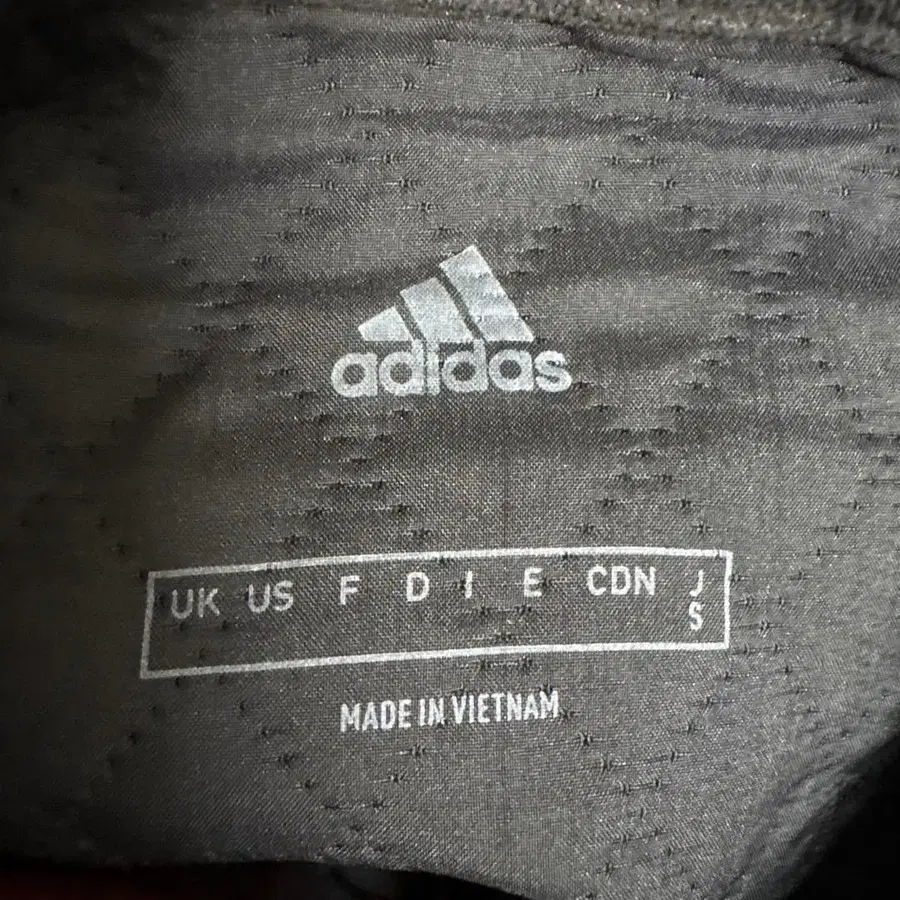 adidas
UK US F D I E CDN J
S
MADE IN VIETNAM